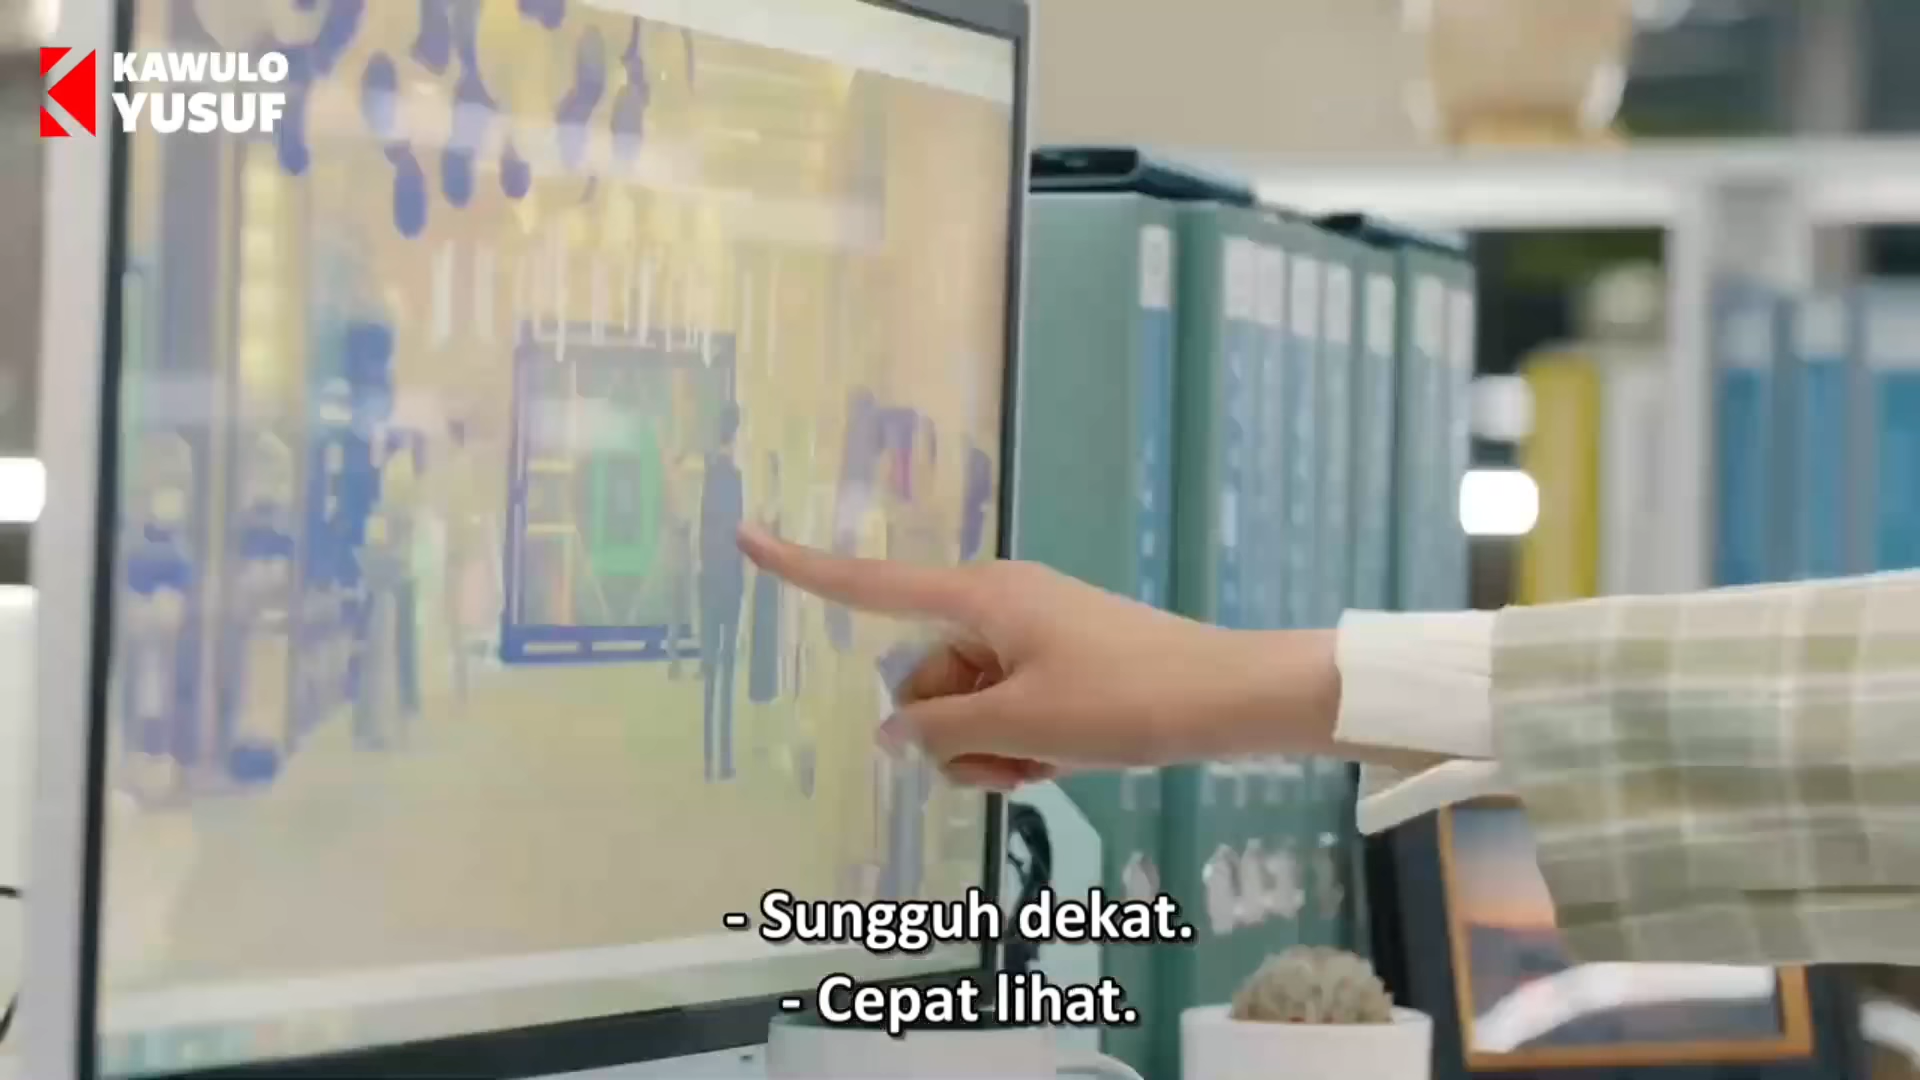 KAWULO
YUSUF
- Sungguh dekat.
- Cepat lihat.